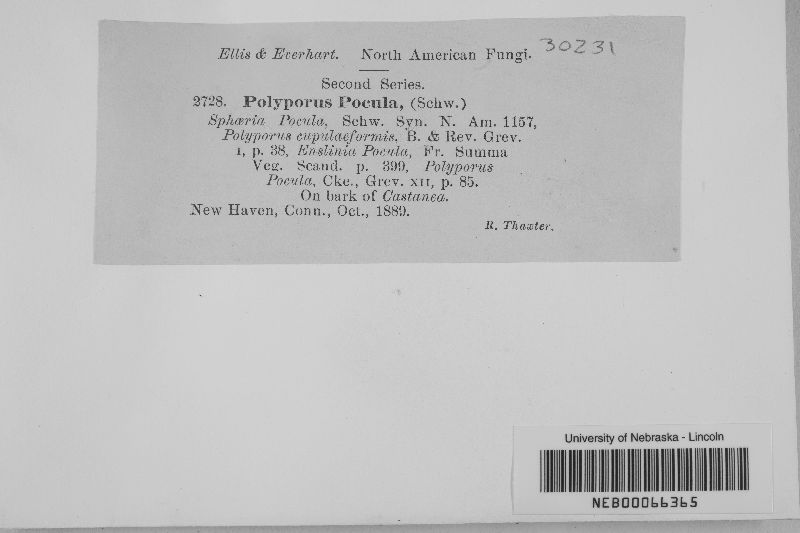 Ellis & Everhart. North American Fungi. 30231
Second Series.
2728. Polyporus Pocula, (Schw.)
Sphæria Pocula, Schw. Syn. N. Am. 1157,
Polyporus cupulaeformis, B. & Rev. Grev.
I, p. 38, Enslinia Pocula, Fr. Summa
Veg. Scand. p. 399, Polyporus
Pocula, Cke., Grev. XII, p. 85.
On bark of Castanea.
New Haven, Conn., Oct., 1889.
R. Thaxter.
University of Nebraska - Lincoln
NEB00066365